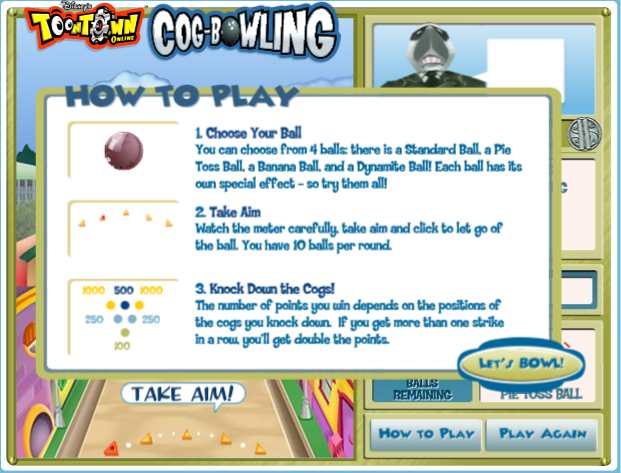 Disney's
TOONTOWN
ONLINE
COG-BOWLING
HOW TO PLAY
1. Choose Your Ball
You can choose from 4 balls: there is a Standard Ball, a Pie
Toss Ball, a Banana Ball, and a Dynamite Ball! Each ball has its
own special effect - so try them all!
2. Take Aim
Watch the meter carefully, take aim and click to let go of
the ball. You have 10 balls per round.
1000 500 1000
250 250
100
3. Knock Down the Cogs!
The number of points you win depends on the positions of
the cogs you knock down. If you get more than one strike
in a row, you'll get double the points.
LET'S BOWL!
TAKE AIM!
BALLS
REMAINING
PIE TOSS BALL
HOW TO PLAY
PLAY AGAIN